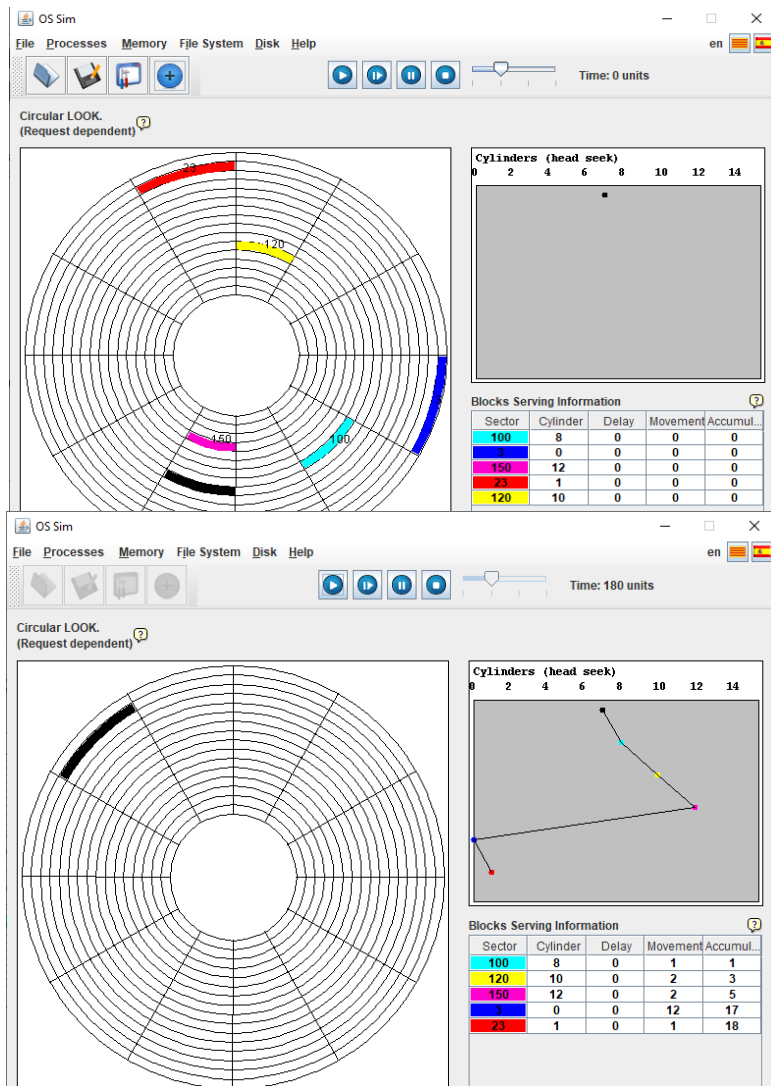 OS Sim
File Processes Memory File System Disk Help en
Time: 0 units
Circular LOOK.
(Request dependent) ?
Cylinders (head seek)
0 2 4 6 8 10 12 14
23
120
150
100
Blocks Serving Information ?
Sector Cylinder Delay Movement Accumul...
100 8 0 0 0
3 0 0 0 0
150 12 0 0 0
23 1 0 0 0
120 10 0 0 0
OS Sim
File Processes Memory File System Disk Help en
Time: 180 units
Circular LOOK.
(Request dependent) ?
Cylinders (head seek)
0 2 4 6 8 10 12 14
Blocks Serving Information ?
Sector Cylinder Delay Movement Accumul...
100 8 0 1 1
120 10 0 2 3
150 12 0 2 5
3 0 0 12 17
23 1 0 1 18